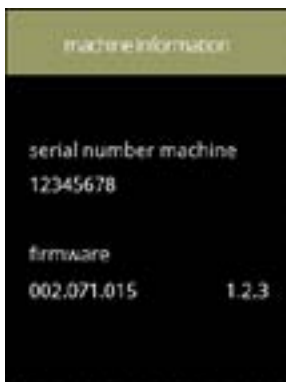 machine information
serial number machine
12345678
firmware
002.071.015 1.2.3